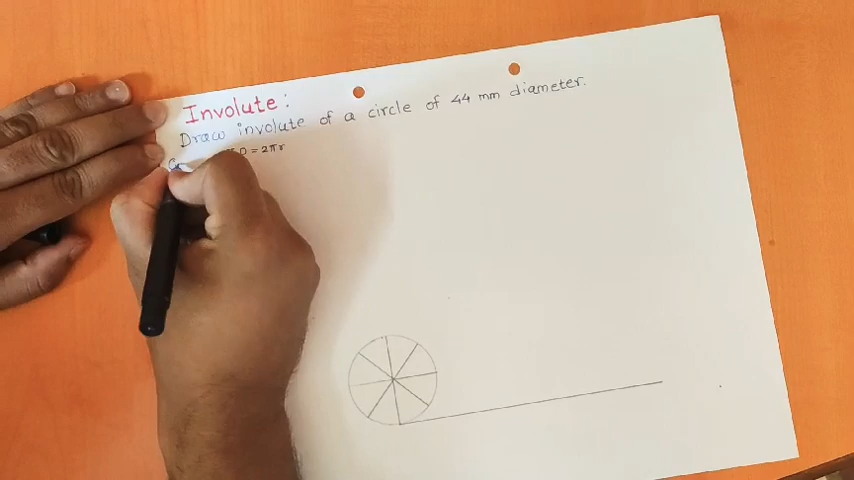 Involute:
Draw involute of a circle of 44 mm diameter.
D = 2πr